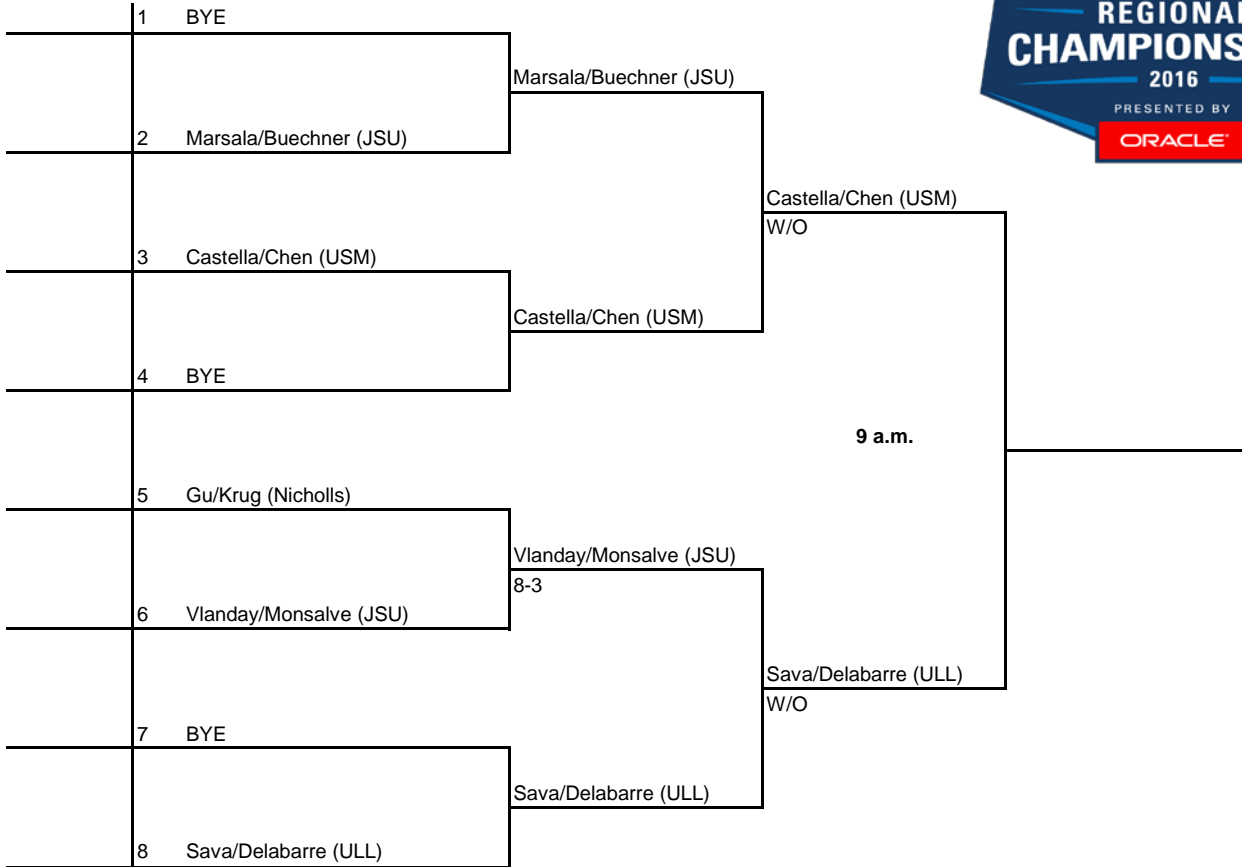 1 BYE
REGIONAL
CHAMPIONS
Marsala/Buechner (JSU)
2016
PRESENTED BY
2 Marsala/Buechner (JSU)
ORACLE
Castella/Chen (USM)
W/O
3 Castella/Chen (USM)
Castella/Chen (USM)
4 BYE
9 a.m.
5 Gu/Krug (Nicholls)
Vlanday/Monsalve (JSU)
8-3
6 Vlanday/Monsalve (JSU)
Sava/Delabarre (ULL)
W/O
7 BYE
Sava/Delabarre (ULL)
8 Sava/Delabarre (ULL)